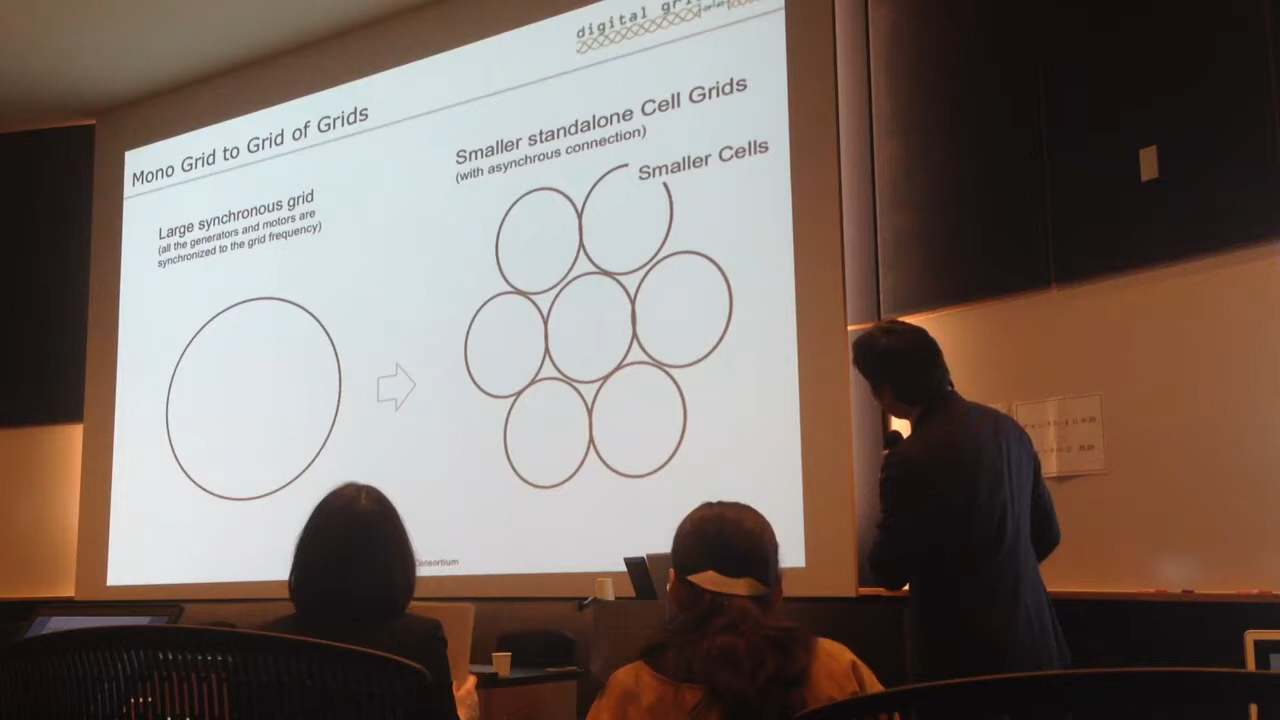 digital
Mono Grid to Grid of Grids
Large synchronous grid
(all the generators and motors are
synchronized to the grid frequency)
Smaller standalone Cell Grids
(with asynchrous connection)
Smaller Cells
Consortium